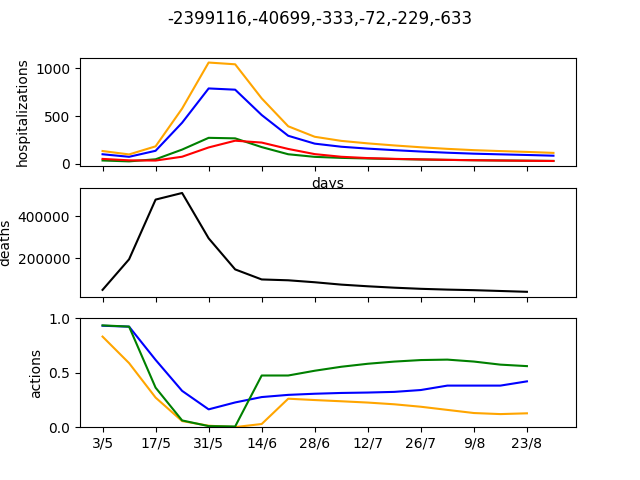 -2399116,-40699,-333,-72,-229,-633
hospitalizations
1000
500
0
days
deaths
400000
200000
actions
1.0
0.5
0.0
3/5 17/5 31/5 14/6 28/6 12/7 26/7 9/8 23/8